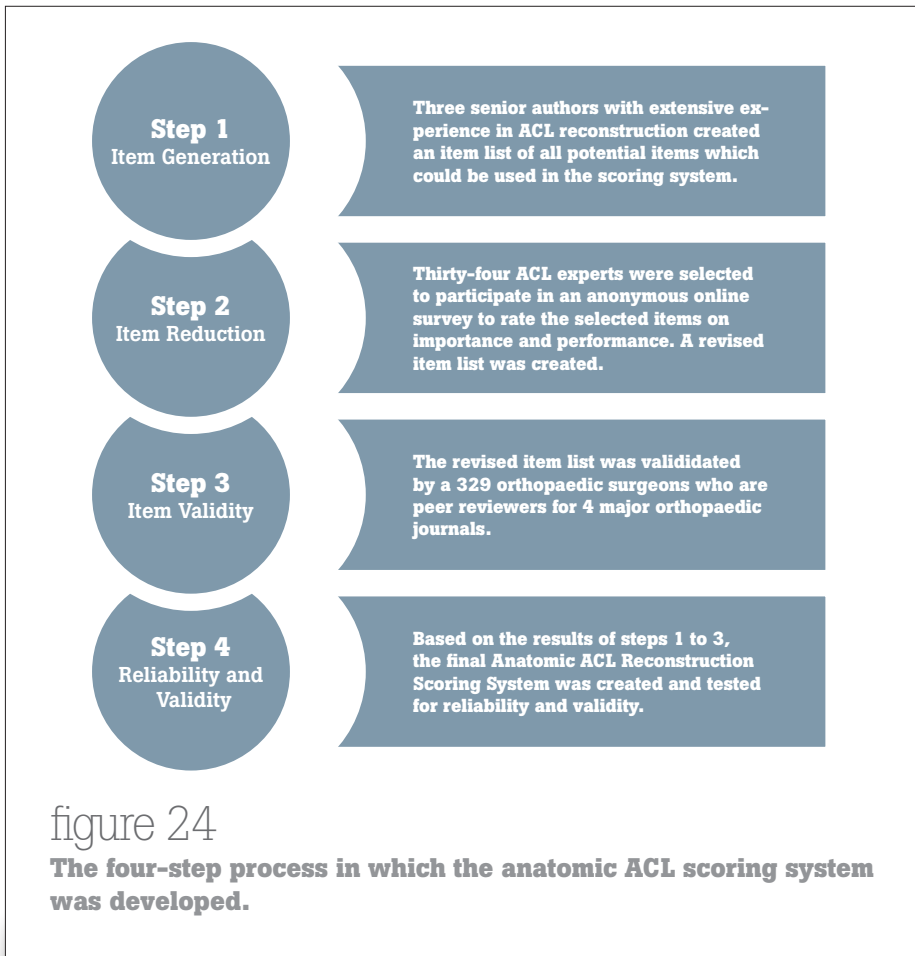 Step 1
Item Generation
Three senior authors with extensive ex-
perience in ACL reconstruction created
an item list of all potential items which
could be used in the scoring system.
Step 2
Item Reduction
Thirty-four ACL experts were selected
to participate in an anonymous online
survey to rate the selected items on
importance and performance. A revised
item list was created.
Step 3
Item Validity
The revised item list was valididated
by a 329 orthopaedic surgeons who are
peer reviewers for 4 major orthopaedic
journals.
Step 4
Reliability and
Validity
Based on the results of steps 1 to 3,
the final Anatomic ACL Reconstruction
Scoring System was created and tested
for reliability and validity.
figure 24
The four-step process in which the anatomic ACL scoring system
was developed.